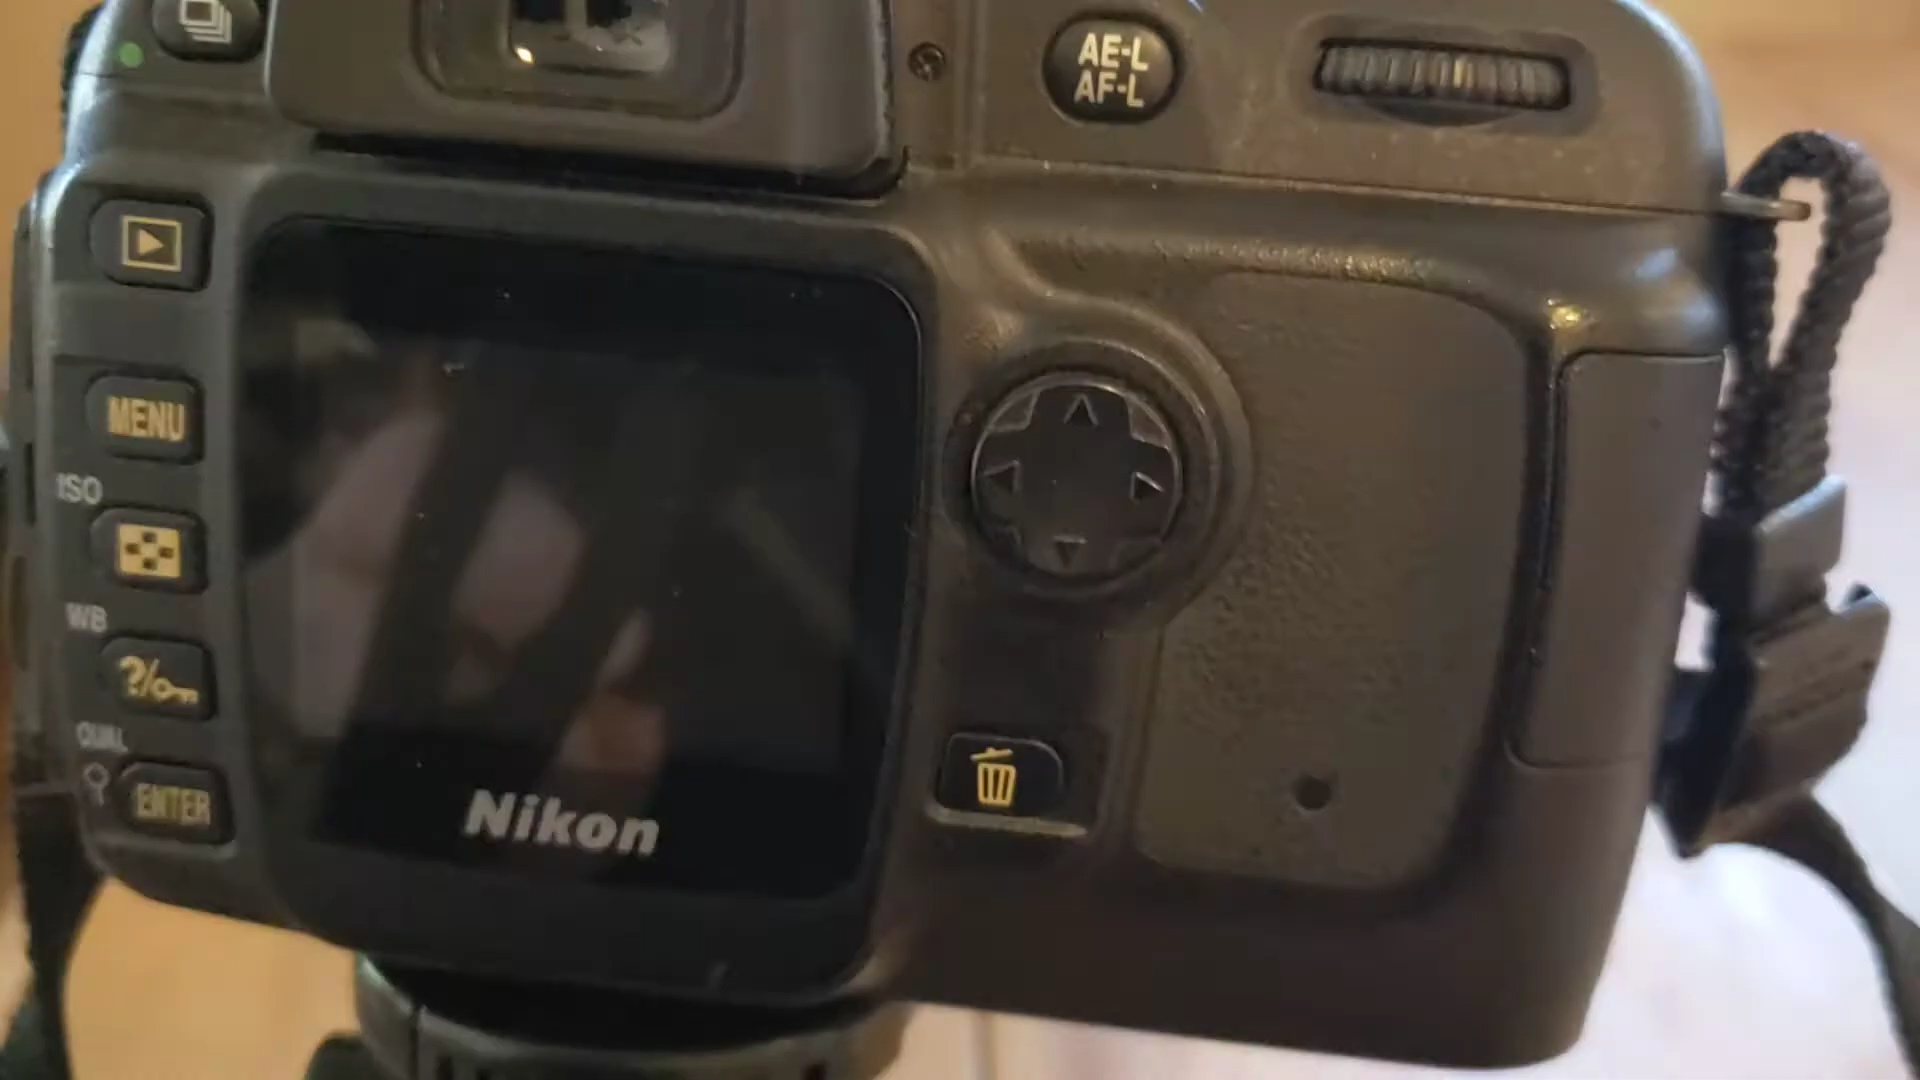 AE-L
AF-L
MENU
ISO
WB
?/
QUAL
ENTER
Nikon